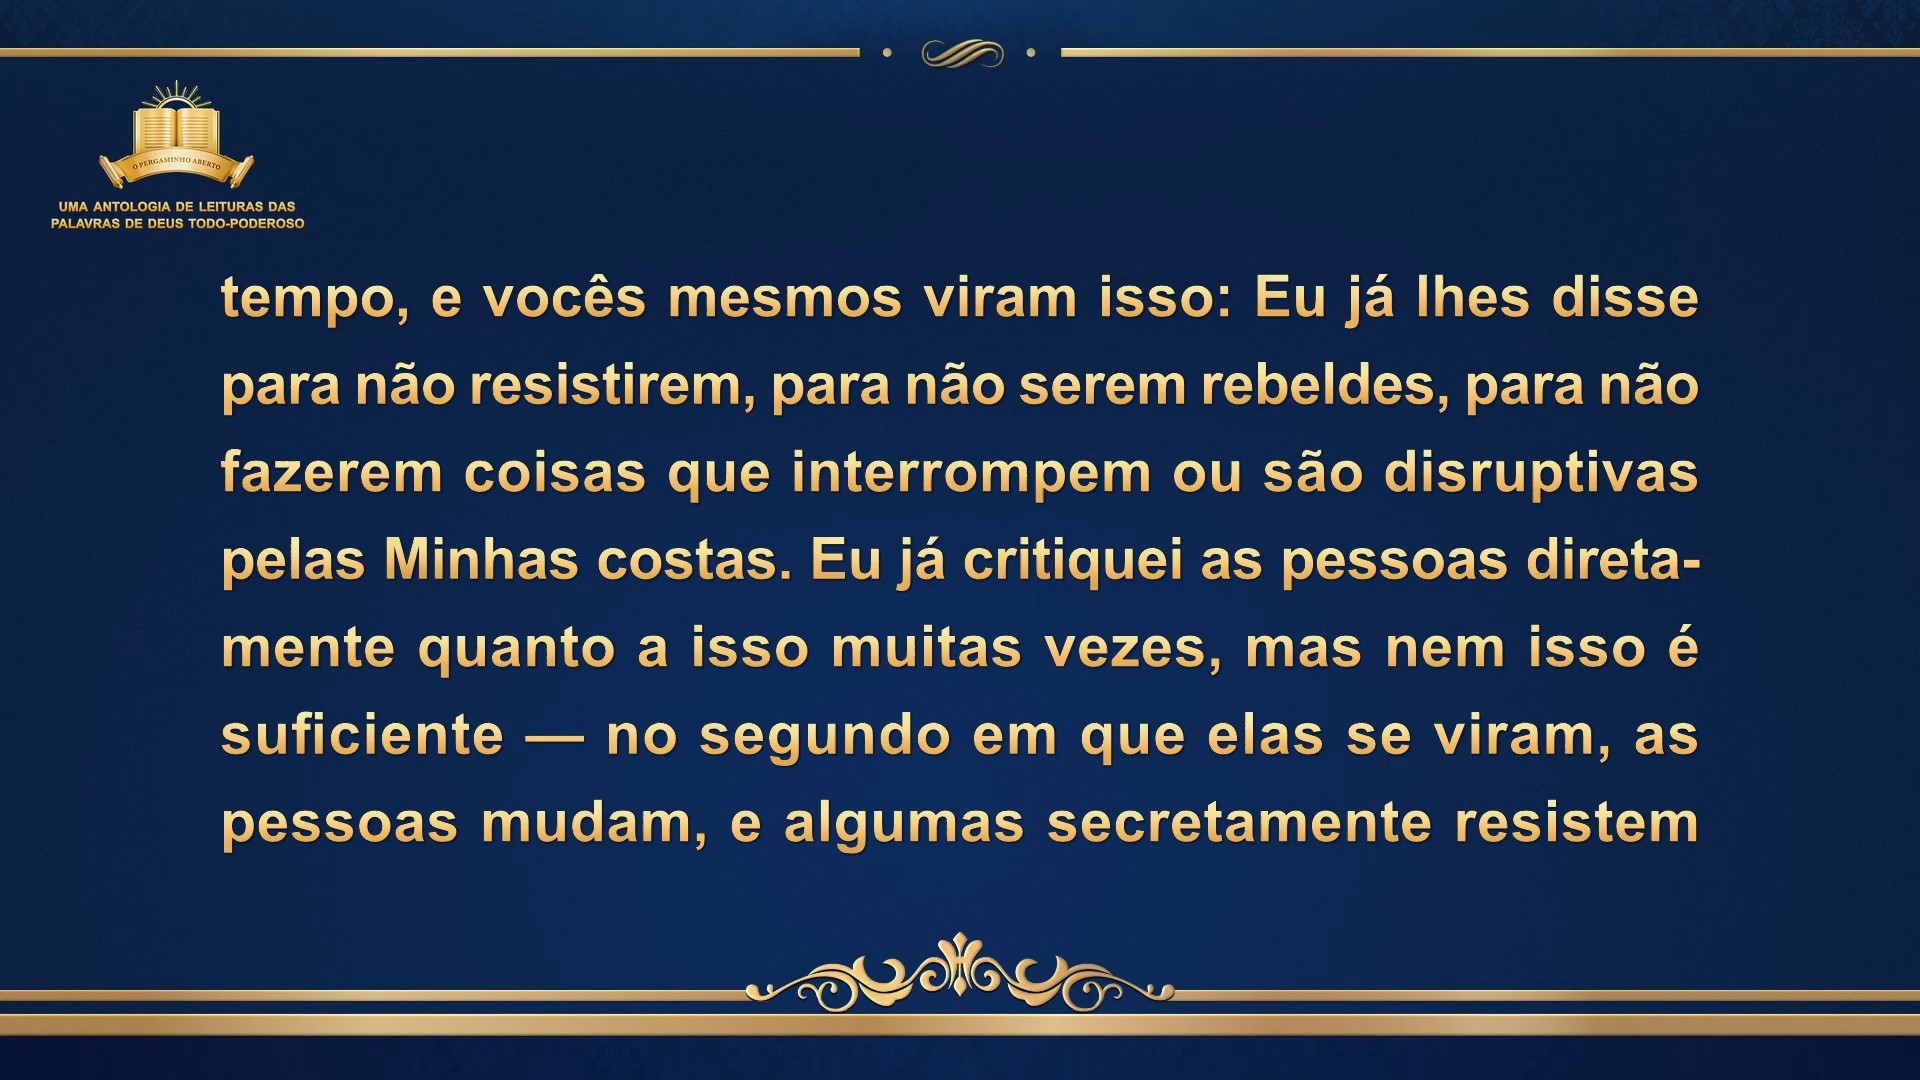 O PERGAMINHO ABERTO
UMA ANTOLOGIA DE LEITURAS DAS
PALAVRAS DE DEUS TODO-PODEROSO
tempo, e vocês mesmos viram isso: Eu já lhes disse
para não resistirem, para não serem rebeldes, para não
fazerem coisas que interrompem ou são disruptivas
pelas Minhas costas. Eu já critiquei as pessoas direta-
mente quanto a isso muitas vezes, mas nem isso é
suficiente — no segundo em que elas se viram, as
pessoas mudam, e algumas secretamente resistem